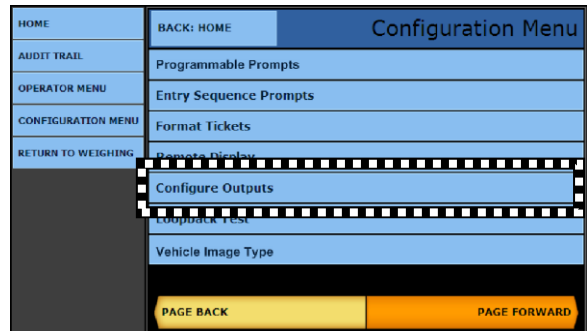 HOME
AUDIT TRAIL
OPERATOR MENU
CONFIGURATION MENU
RETURN TO WEIGHING
BACK: HOME
Configuration Menu
Programmable Prompts
Entry Sequence Prompts
Format Tickets
Remote Display
Configure Outputs
Loopback Test
Vehicle Image Type
PAGE BACK
PAGE FORWARD